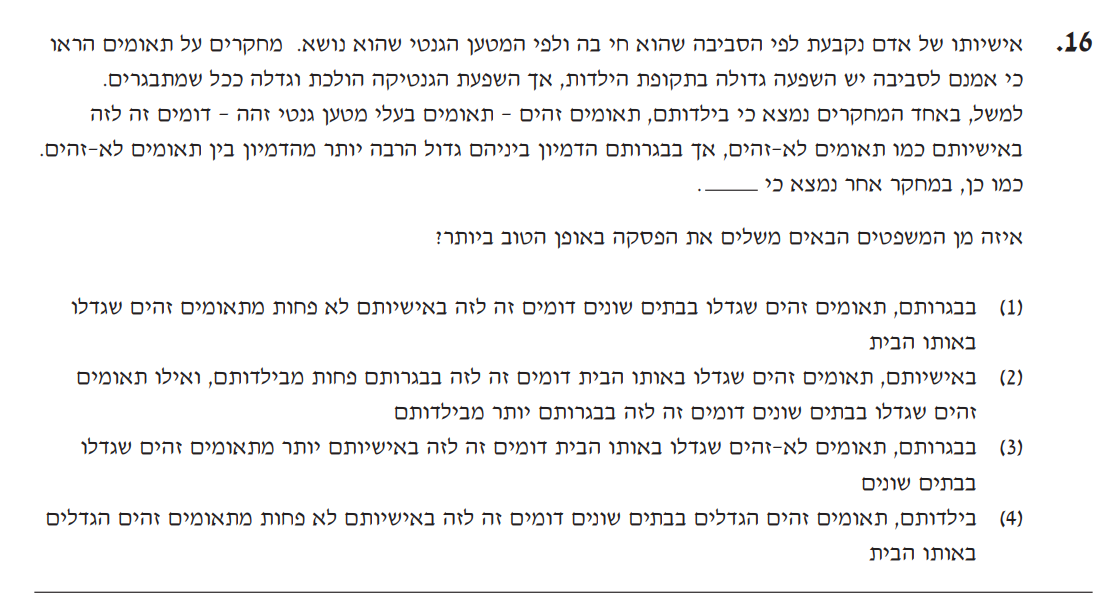 16. אישיותו של אדם נקבעת לפי הסביבה שהוא חי בה ולפי המטען הגנטי שהוא נושא. מחקרים על תאומים הראו
כי אמנם לסביבה יש השפעה גדולה בתקופת הילדות, אך השפעת הגנטיקה הולכת וגדלה ככל שמתבגרים.
למשל, באחד המחקרים נמצא כי בילדותם, תאומים זהים – תאומים בעלי מטען גנטי זהה – דומים זה לזה
באישיותם כמו תאומים לא-זהים, אך בבגרותם הדמיון ביניהם גדול הרבה יותר מהדמיון בין תאומים לא-זהים.
כמו כן, במחקר אחר נמצא כי _____.
איזה מן המשפטים הבאים משלים את הפסקה באופן הטוב ביותר?
(1) בבגרותם, תאומים זהים שגדלו בבתים שונים דומים זה לזה באישיותם לא פחות מתאומים זהים שגדלו
באותו הבית
(2) באישיותם, תאומים זהים שגדלו באותו הבית דומים זה לזה בבגרותם פחות מבילדותם, ואילו תאומים
זהים שגדלו בבתים שונים דומים זה לזה בבגרותם יותר מבילדותם
(3) בבגרותם, תאומים לא-זהים שגדלו באותו הבית דומים זה לזה באישיותם יותר מתאומים זהים שגדלו
בבתים שונים
(4) בילדותם, תאומים זהים הגדלים בבתים שונים דומים זה לזה באישיותם לא פחות מתאומים זהים הגדלים
באותו הבית